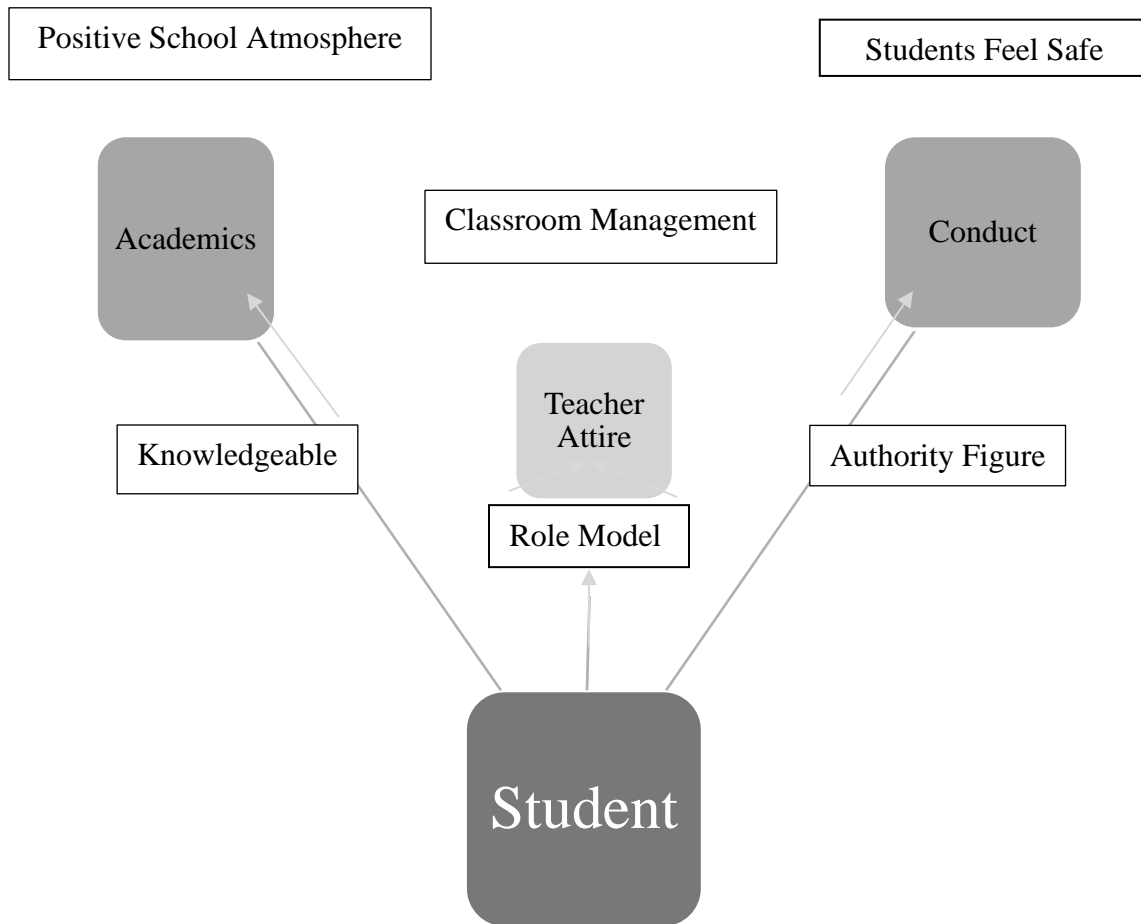 Positive School Atmosphere
Students Feel Safe
Academics
Classroom Management
Conduct
Teacher
Attire
Knowledgeable
Authority Figure
Role Model
Student